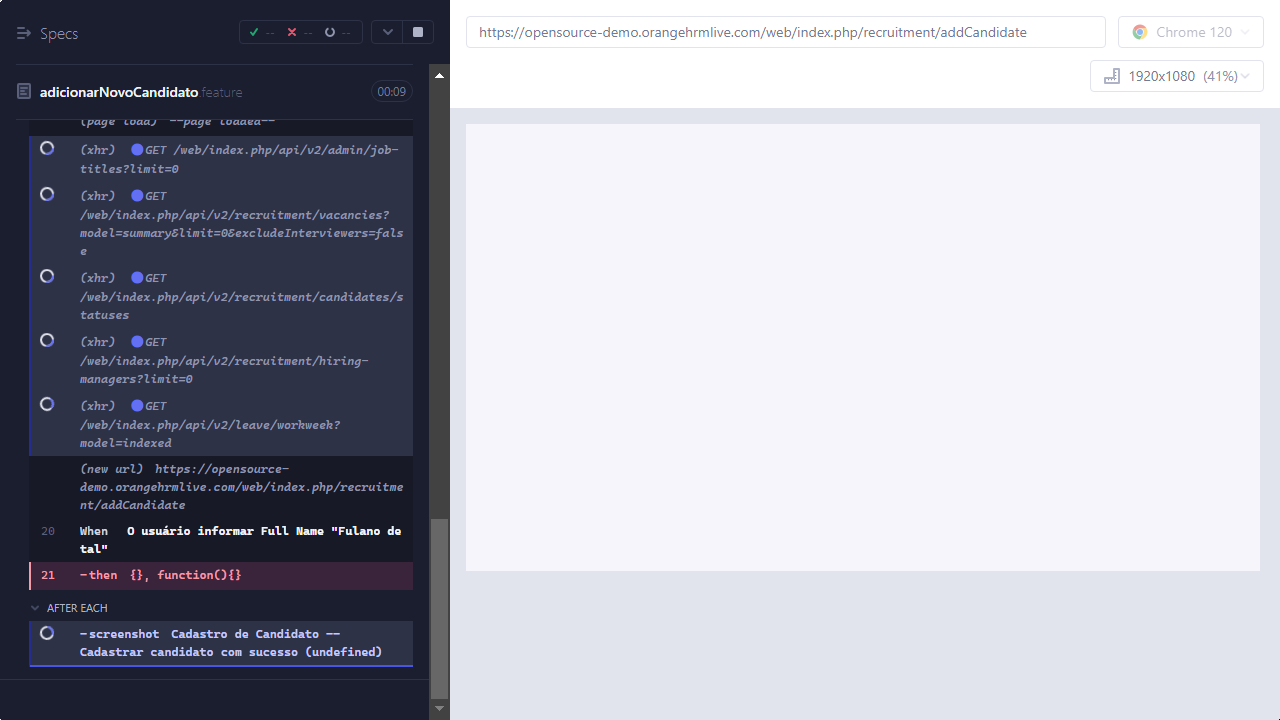 Specs
-- -- --
adicionarNovoCandidato.feature 00:09
(page load) --page loaded--
(xhr) GET /web/index.php/api/v2/admin/job-
titles?limit=0
(xhr) GET
/web/index.php/api/v2/recruitment/vacancies?
model=summary&limit=0&excludeInterviewers=fals
e
(xhr) GET
/web/index.php/api/v2/recruitment/candidates/s
tatuses
(xhr) GET
/web/index.php/api/v2/recruitment/hiring-
managers?limit=0
(xhr) GET
/web/index.php/api/v2/leave/workweek?
model=indexed
(new url) https://opensource-
demo.orangehrmlive.com/web/index.php/recruitme
nt/addCandidate
20 When O usuário informar Full Name "Fulano de
tal"
21 -then {}, function(){}
AFTER EACH
-screenshot Cadastro de Candidato --
Cadastrar candidato com sucesso (undefined)
https://opensource-demo.orangehrmlive.com/web/index.php/recruitment/addCandidate
Chrome 120
1920x1080 (41%)